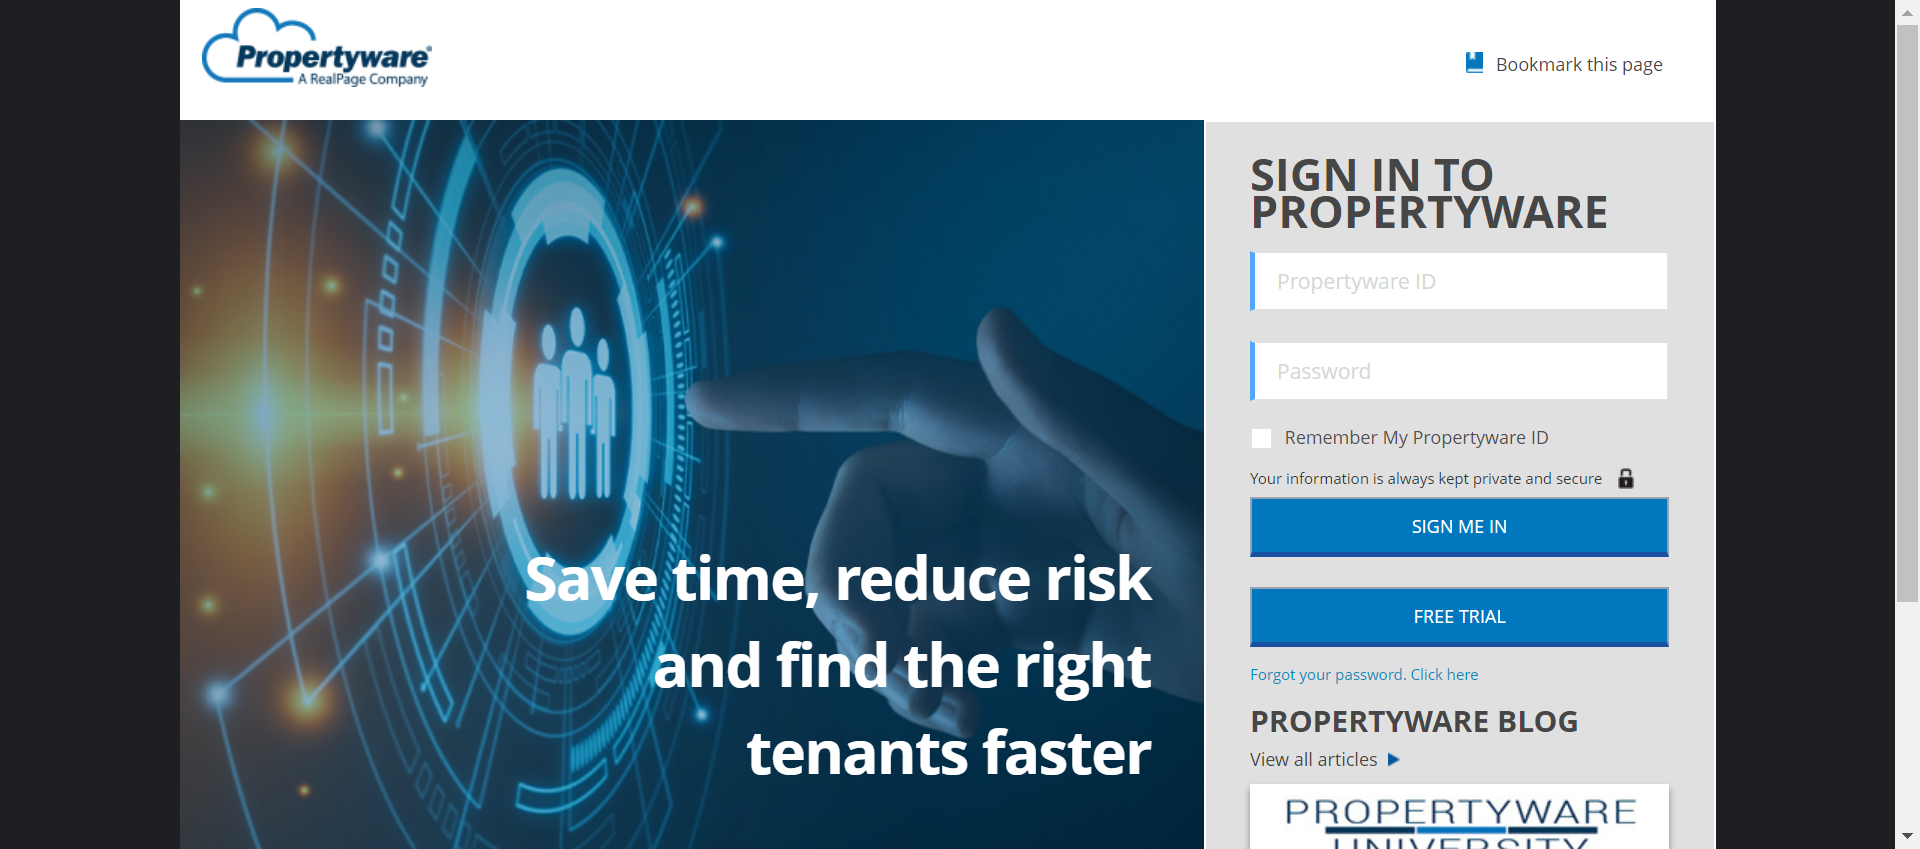 Propertyware®
A RealPage Company
Bookmark this page
Save time, reduce risk
and find the right
tenants faster
SIGN IN TO
PROPERTYWARE
Propertyware ID
Password
Remember My Propertyware ID
Your information is always kept private and secure
SIGN ME IN
FREE TRIAL
Forgot your password. Click here
PROPERTYWARE BLOG
View all articles
PROPERTYWARE
UNIVERSITY